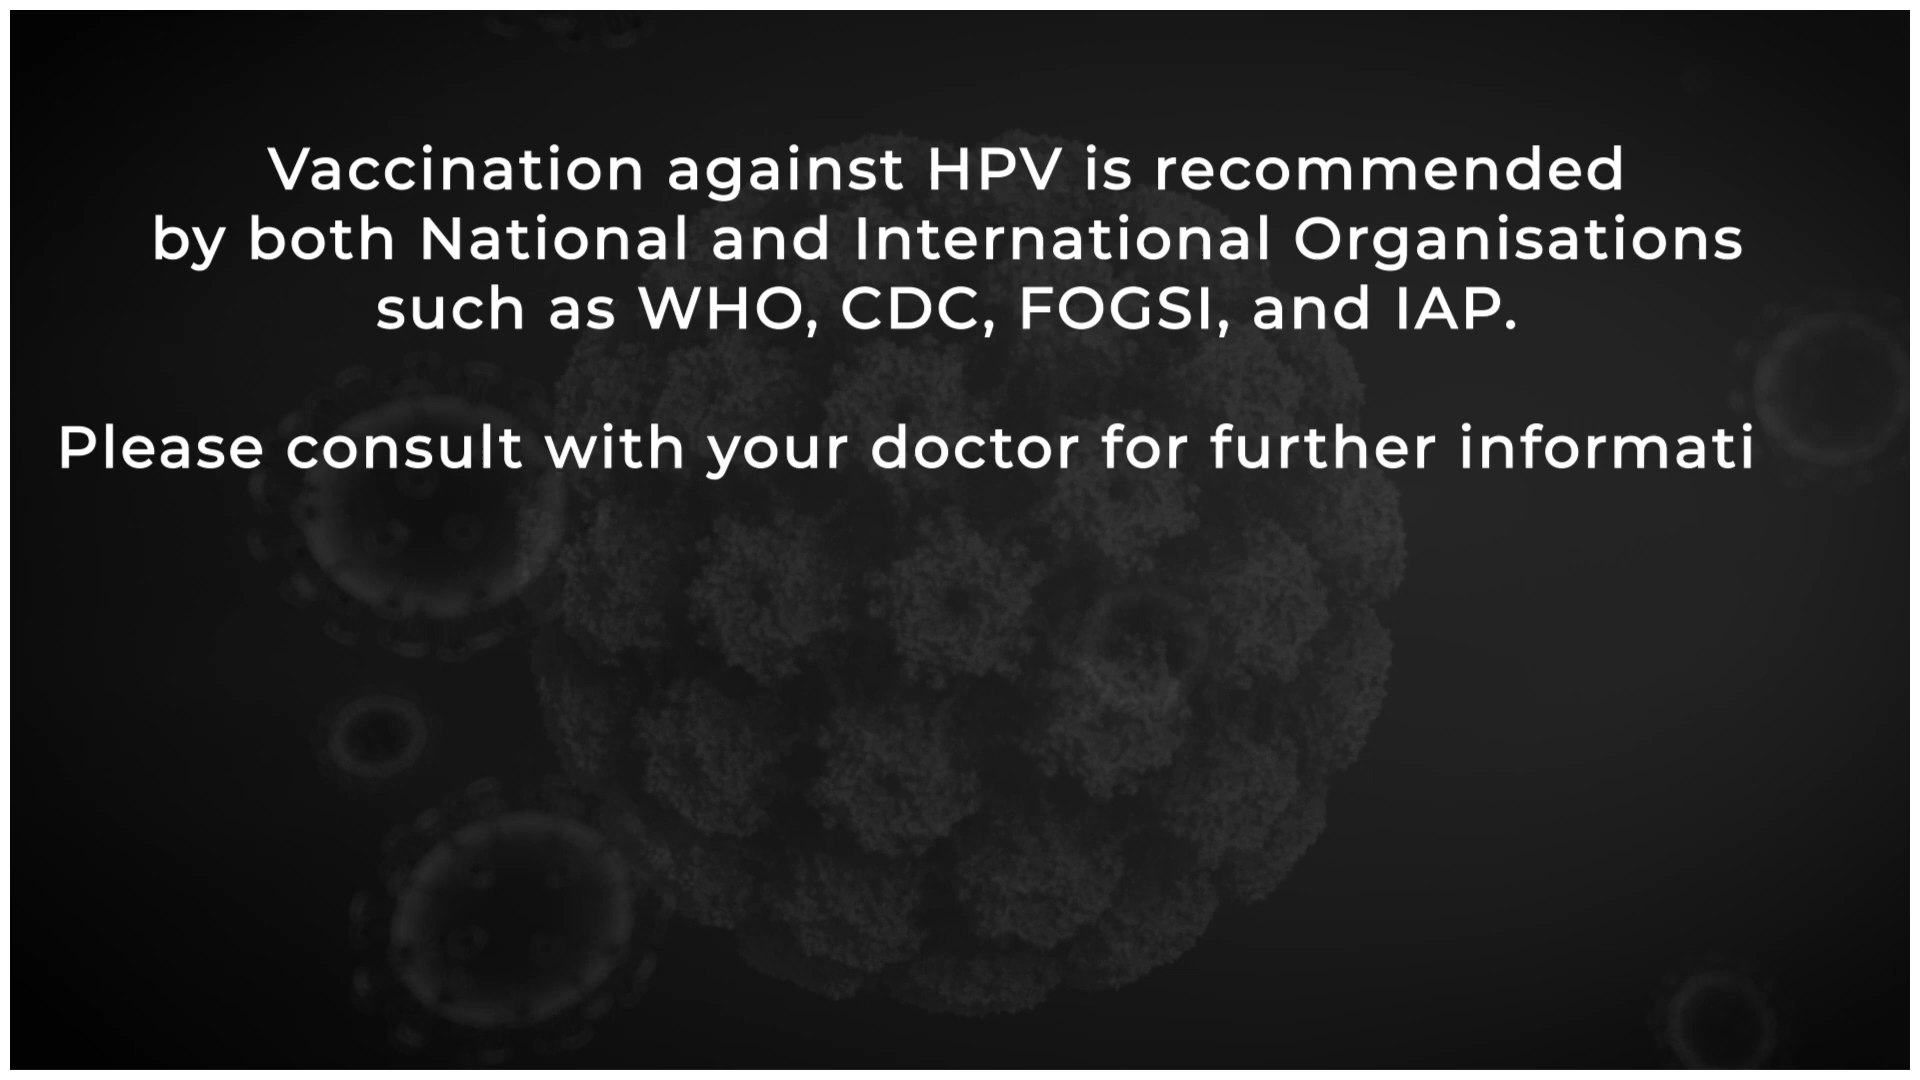 Vaccination against HPV is recommended
by both National and International Organisations
such as WHO, CDC, FOGSI, and IAP.
Please consult with your doctor for further informati